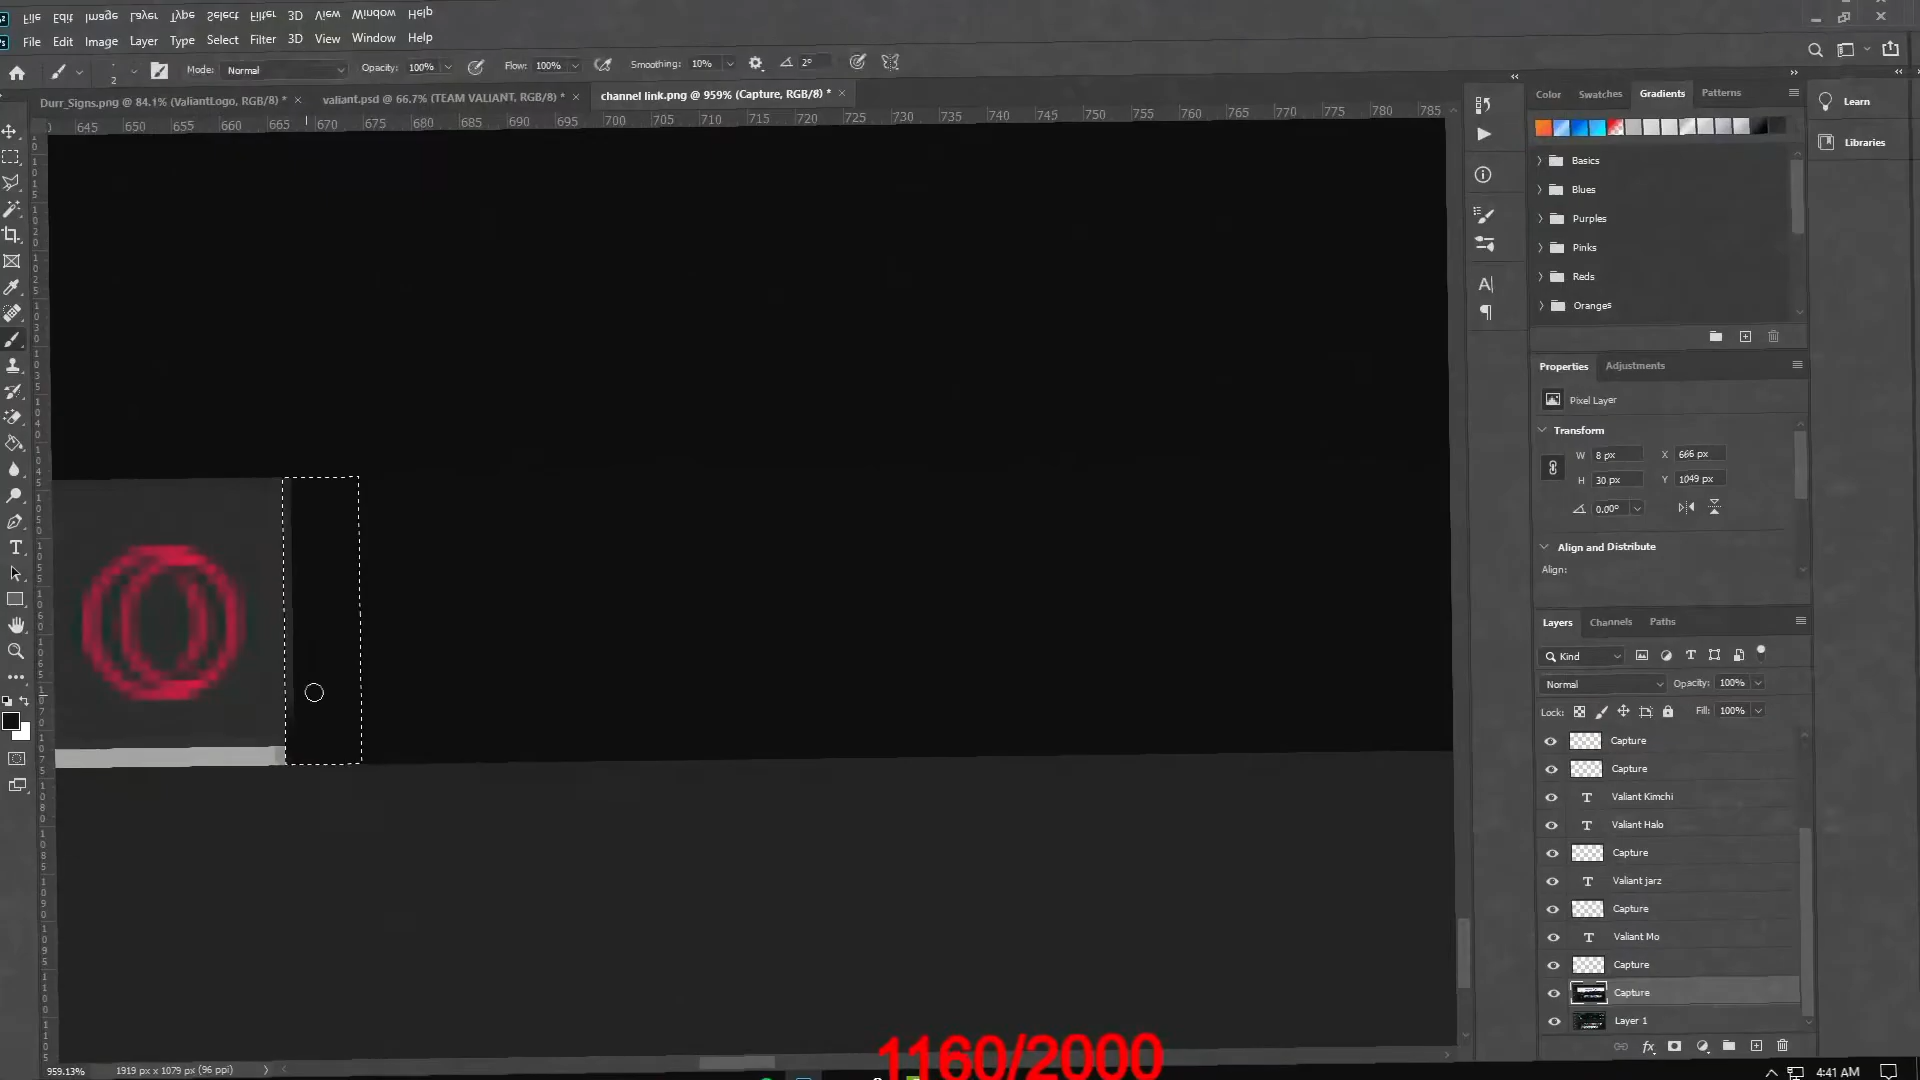 File Edit Image Layer Type Select Filter 3D View Window Help
File Edit Image Layer Type Select Filter 3D View Window Help
2 Mode: Normal Opacity: 100% Flow: 100% Smoothing: 10% 2°
Durr_Signs.png @ 84.1% (ValiantLogo, RGB/8) * × valiant.psd @ 66.7% (TEAM VALIANT, RGB/8) * × channel link.png @ 959% (Capture, RGB/8) * ×
645 650 655 660 665 670 675 680 685 690 695 700 705 710 715 720 725 730 735 740 745 750 755 760 765 770 775 780 785
Color Swatches Gradients Patterns
Learn
Libraries
Basics
Blues
Purples
Pinks
Reds
Oranges
Properties Adjustments
Pixel Layer
Transform
W 8 px X 666 px
H 30 px Y 1049 px
0.00°
Align and Distribute
Align:
Layers Channels Paths
Kind
Normal Opacity: 100%
Lock: Fill: 100%
Capture
Capture
Valiant Kimchi
Valiant Halo
Capture
Valiant jarz
Capture
Valiant Mo
Capture
Capture
Layer 1
fx
959.13% 1919 px x 1079 px (96 ppi)
1160/2000
4:41 AM